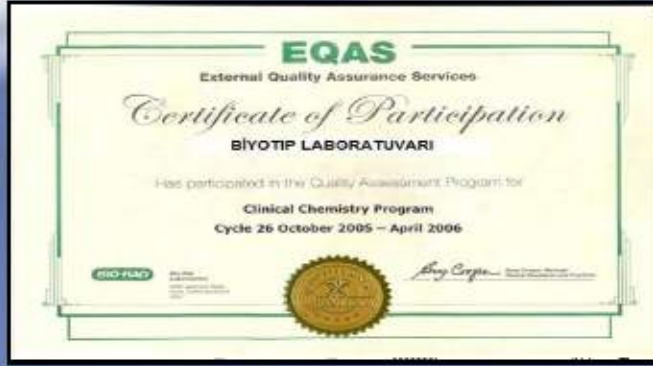 EQAS
External Quality Assurance Services
Certificate of Participation
BİYOTIP LABORATUVARI
Has participated in the Quality Assessment Program for
Clinical Chemistry Program
Cycle 26 October 2005 – April 2006
BIO-RAD